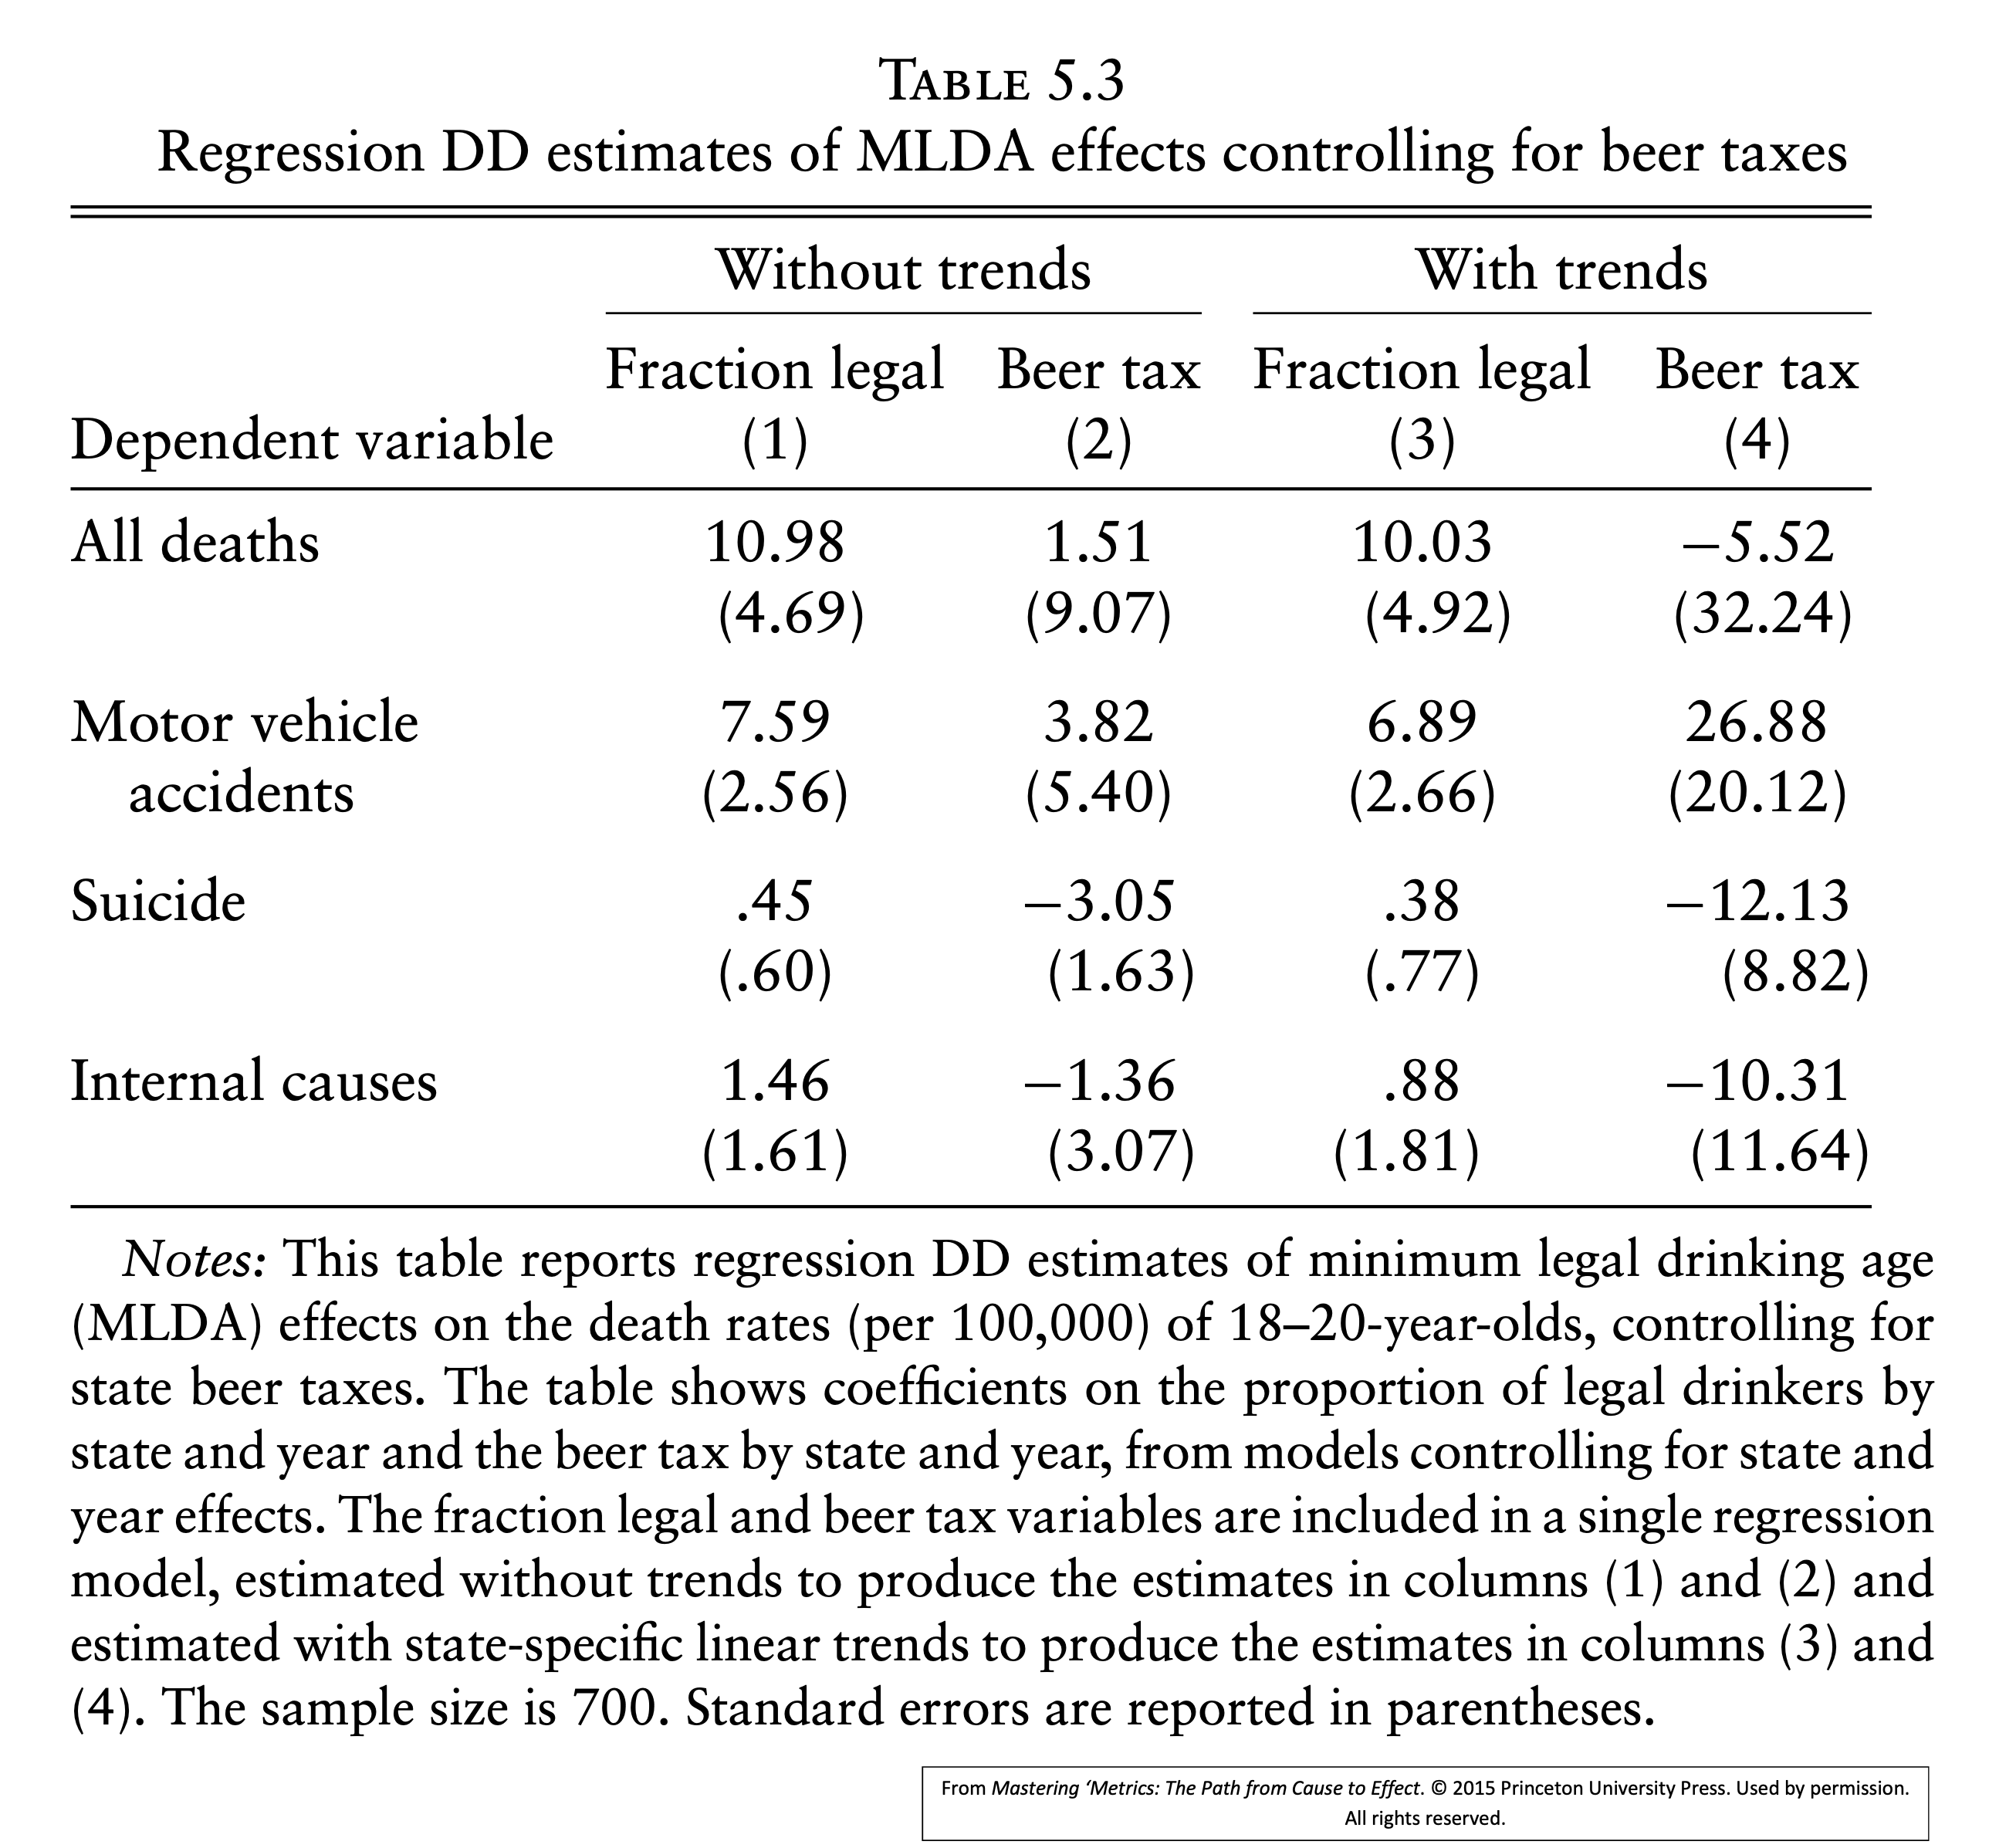 TABLE 5.3
Regression DD estimates of MLDA effects controlling for beer taxes
Without trends With trends
Fraction legal Beer tax Fraction legal Beer tax
Dependent variable (1) (2) (3) (4)
All deaths 10.98 1.51 10.03 −5.52
(4.69) (9.07) (4.92) (32.24)
Motor vehicle 7.59 3.82 6.89 26.88
accidents (2.56) (5.40) (2.66) (20.12)
Suicide .45 −3.05 .38 −12.13
(.60) (1.63) (.77) (8.82)
Internal causes 1.46 −1.36 .88 −10.31
(1.61) (3.07) (1.81) (11.64)
Notes: This table reports regression DD estimates of minimum legal drinking age
(MLDA) effects on the death rates (per 100,000) of 18–20-year-olds, controlling for
state beer taxes. The table shows coefficients on the proportion of legal drinkers by
state and year and the beer tax by state and year, from models controlling for state and
year effects. The fraction legal and beer tax variables are included in a single regression
model, estimated without trends to produce the estimates in columns (1) and (2) and
estimated with state-specific linear trends to produce the estimates in columns (3) and
(4). The sample size is 700. Standard errors are reported in parentheses.
From Mastering ‘Metrics: The Path from Cause to Effect. © 2015 Princeton University Press. Used by permission.
All rights reserved.